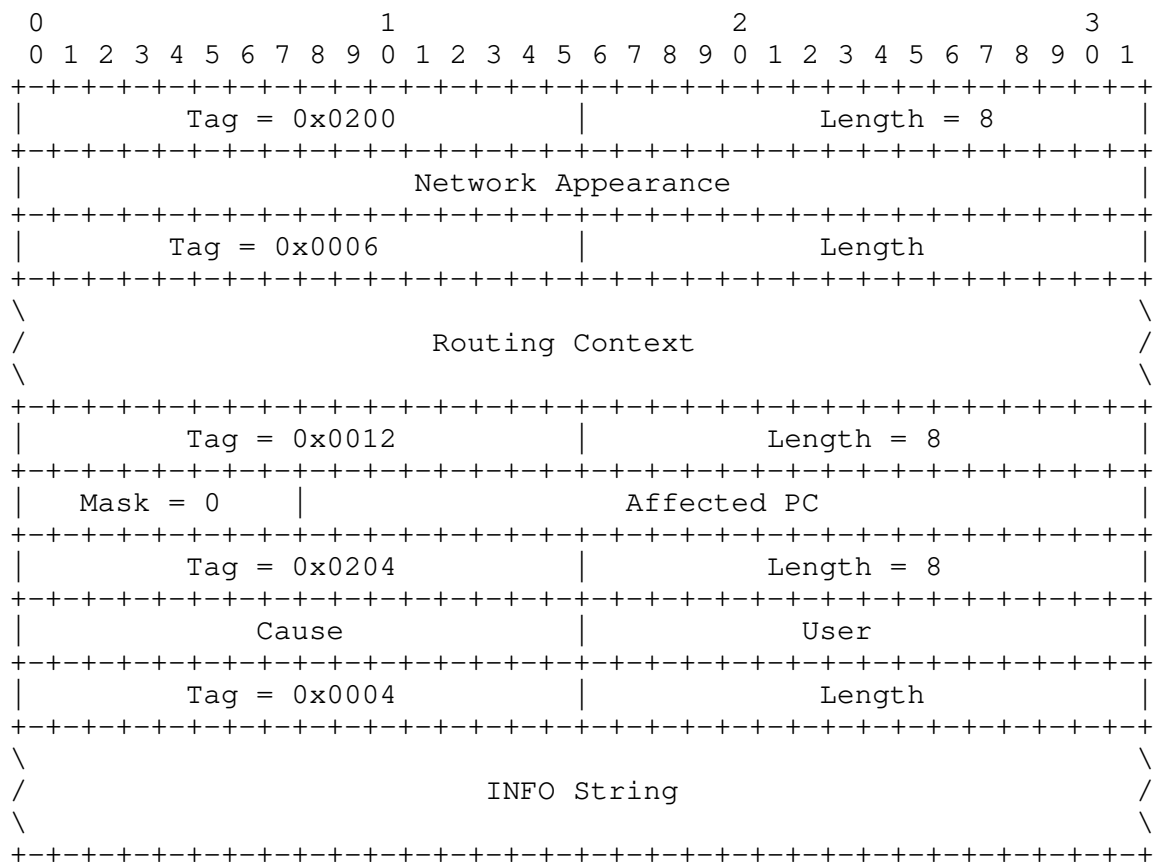 0                   1                   2                   3
 0 1 2 3 4 5 6 7 8 9 0 1 2 3 4 5 6 7 8 9 0 1 2 3 4 5 6 7 8 9 0 1
+-+-+-+-+-+-+-+-+-+-+-+-+-+-+-+-+-+-+-+-+-+-+-+-+-+-+-+-+-+-+-+-+
|         Tag = 0x0200          |             Length = 8        |
+-+-+-+-+-+-+-+-+-+-+-+-+-+-+-+-+-+-+-+-+-+-+-+-+-+-+-+-+-+-+-+-+
|                      Network Appearance                       |
+-+-+-+-+-+-+-+-+-+-+-+-+-+-+-+-+-+-+-+-+-+-+-+-+-+-+-+-+-+-+-+-+
|        Tag = 0x0006           |             Length            |
+-+-+-+-+-+-+-+-+-+-+-+-+-+-+-+-+-+-+-+-+-+-+-+-+-+-+-+-+-+-+-+-+
\                                                               \
/                       Routing Context                         /
\                                                               \
+-+-+-+-+-+-+-+-+-+-+-+-+-+-+-+-+-+-+-+-+-+-+-+-+-+-+-+-+-+-+-+-+
|         Tag = 0x0012          |          Length = 8           |
+-+-+-+-+-+-+-+-+-+-+-+-+-+-+-+-+-+-+-+-+-+-+-+-+-+-+-+-+-+-+-+-+
|   Mask = 0    |                  Affected PC                  |
+-+-+-+-+-+-+-+-+-+-+-+-+-+-+-+-+-+-+-+-+-+-+-+-+-+-+-+-+-+-+-+-+
|         Tag = 0x0204          |          Length = 8           |
+-+-+-+-+-+-+-+-+-+-+-+-+-+-+-+-+-+-+-+-+-+-+-+-+-+-+-+-+-+-+-+-+
|             Cause             |            User               |
+-+-+-+-+-+-+-+-+-+-+-+-+-+-+-+-+-+-+-+-+-+-+-+-+-+-+-+-+-+-+-+-+
|         Tag = 0x0004          |             Length            |
+-+-+-+-+-+-+-+-+-+-+-+-+-+-+-+-+-+-+-+-+-+-+-+-+-+-+-+-+-+-+-+-+
\                                                               \
/                          INFO String                          /
\                                                               \
+-+-+-+-+-+-+-+-+-+-+-+-+-+-+-+-+-+-+-+-+-+-+-+-+-+-+-+-+-+-+-+-+